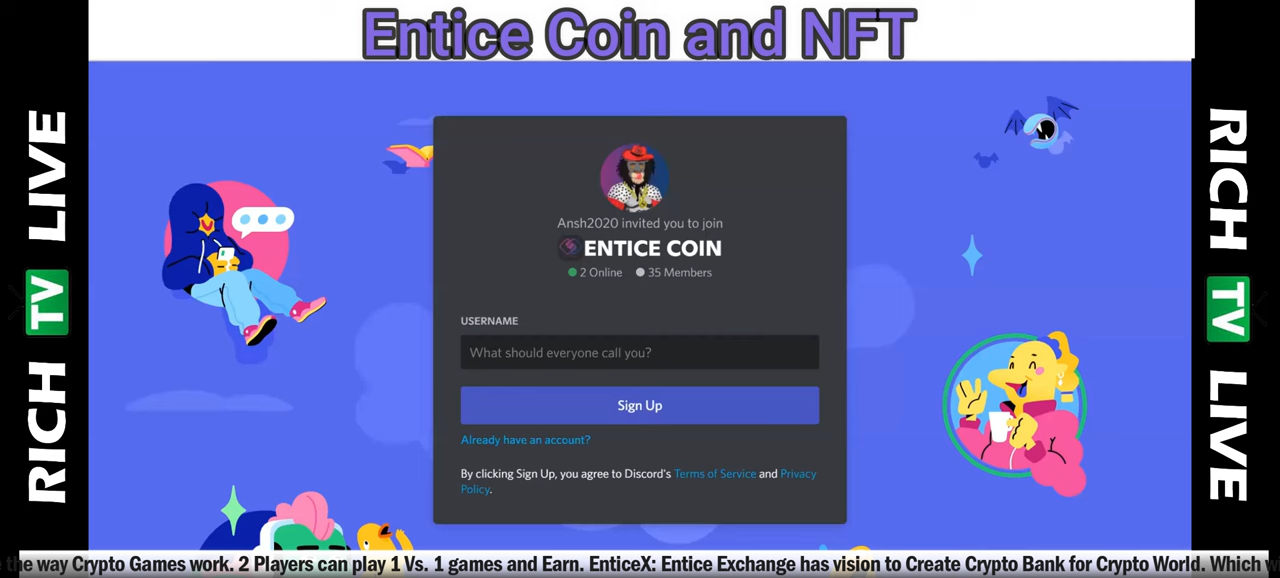 Entice Coin and NFT
RICH TV LIVE
Ansh2020 invited you to join
ENTICE COIN
2 Online 35 Members
USERNAME
What should everyone call you?
Sign Up
Already have an account?
By clicking Sign Up, you agree to Discord's Terms of Service and Privacy
Policy.
RICH TV LIVE
the way Crypto Games work. 2 Players can play 1 Vs. 1 games and Earn. EnticeX: Entice Exchange has vision to Create Crypto Bank for Crypto World. Which